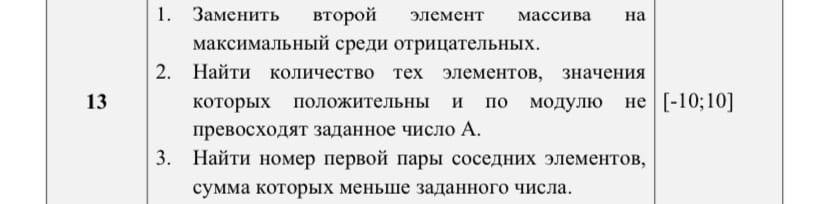 1. Заменить второй элемент массива на
максимальный среди отрицательных.
2. Найти количество тех элементов, значения
13 которых положительны и по модулю не [-10;10]
превосходят заданное число А.
3. Найти номер первой пары соседних элементов,
сумма которых меньше заданного числа.